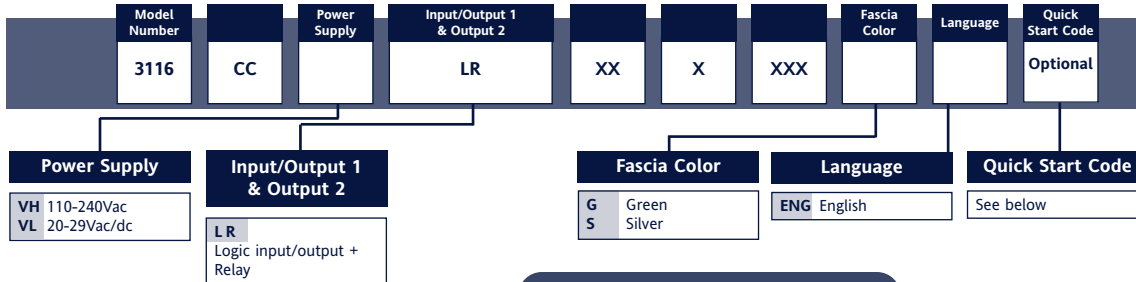 Model
Number
Power
Supply
Input/Output 1
& Output 2
Fascia
Color
Language
Quick
Start Code
3116
CC
LR
XX
X
XXX
Optional
Power Supply
VH 110-240Vac
VL 20-29Vac/dc
Input/Output 1
& Output 2
L R
Logic input/output +
Relay
Fascia Color
G Green
S Silver
Language
ENG English
Quick Start Code
See below